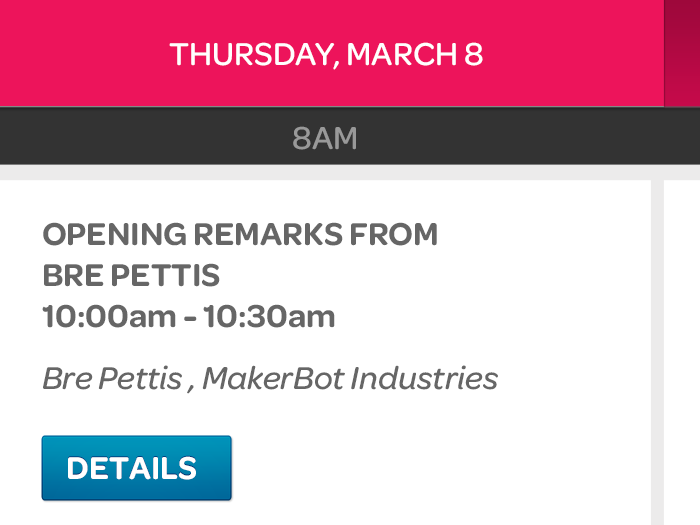 THURSDAY, MARCH 8
8AM
OPENING REMARKS FROM
BRE PETTIS
10:00am - 10:30am
Bre Pettis , MakerBot Industries
DETAILS